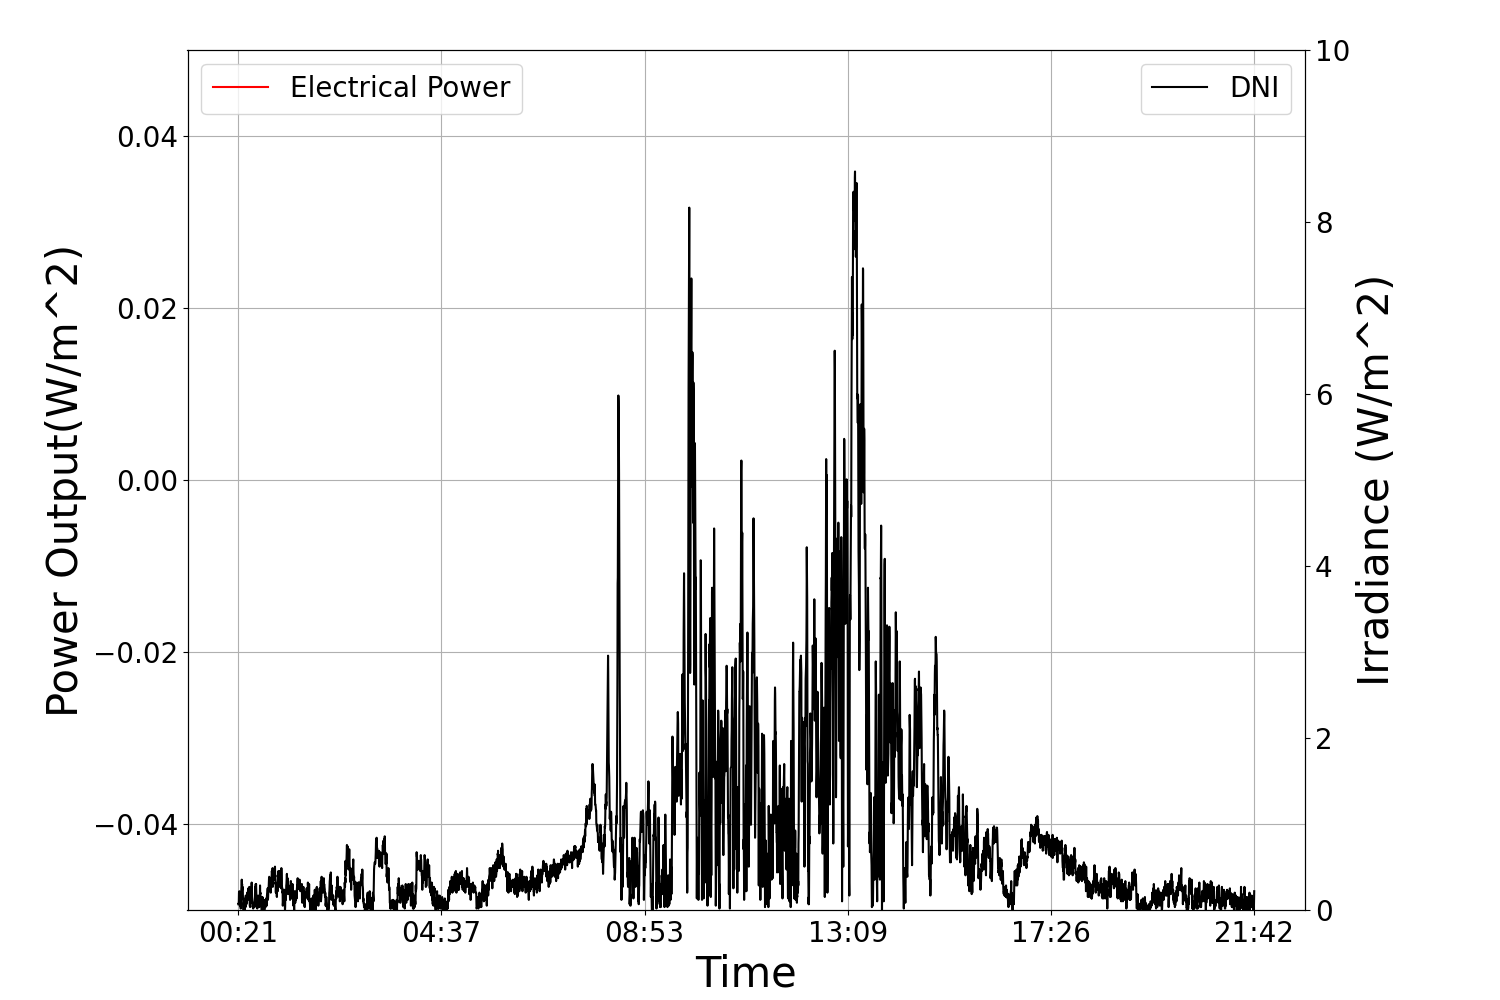 Electrical Power
DNI
Power Output(W/m^2)
0.04
0.02
0.00
−0.02
−0.04
10
8
6
4
2
0
Irradiance (W/m^2)
00:21 04:37 08:53 13:09 17:26 21:42
Time